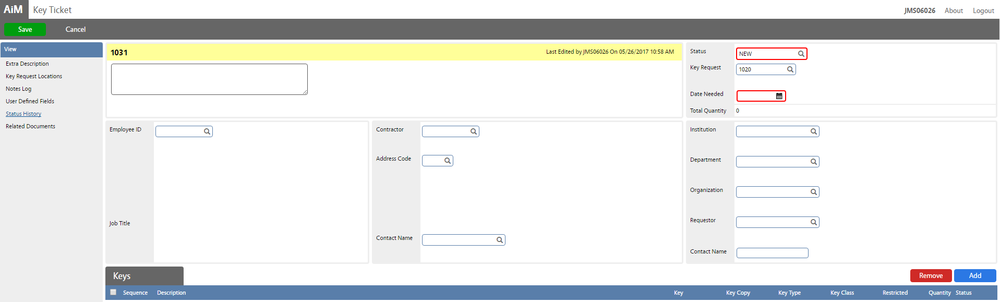 AiM Key Ticket JMS06026 About Logout
Save Cancel
View
Extra Description
Key Request Locations
Notes Log
User Defined Fields
Status History
Related Documents
1031 Last Edited by JMS06026 On 05/26/2017 10:58 AM
Status NEW
Key Request 1020
Date Needed
Total Quantity 0
Employee ID
Job Title
Contractor
Address Code
Contact Name
Institution
Department
Organization
Requestor
Contact Name
Keys Remove Add
Sequence Description Key Key Copy Key Type Key Class Restricted Quantity Status